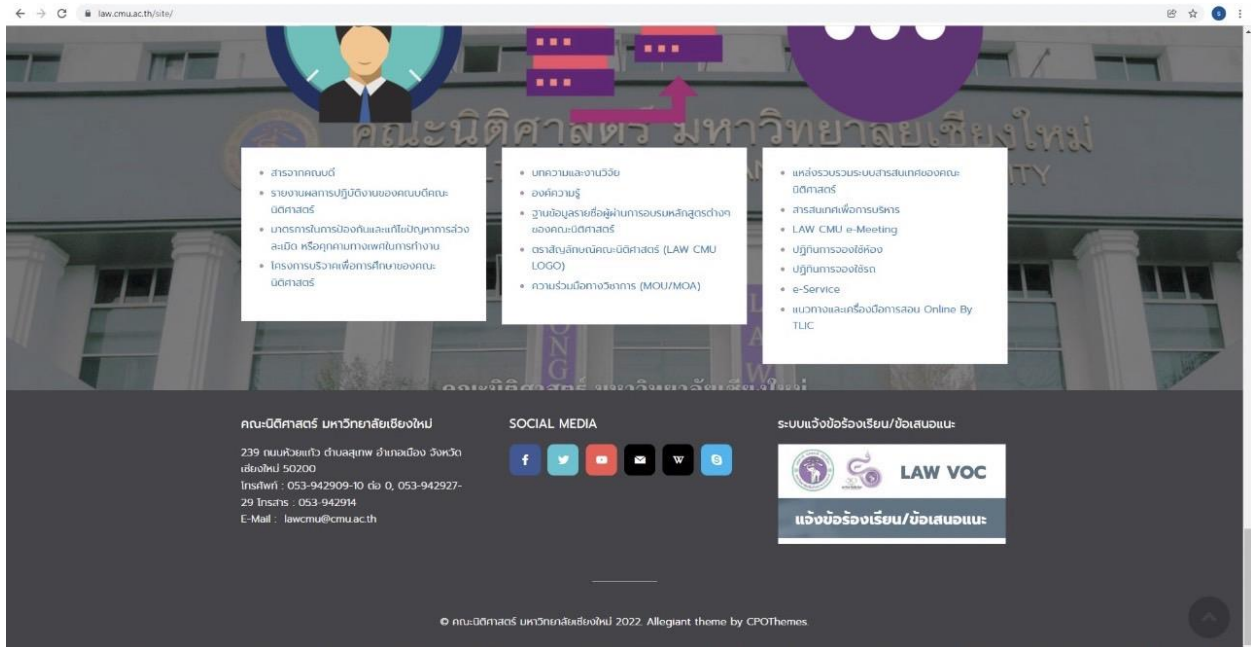 law.cmu.ac.th/site/
คณะนิติศาสตร์ มหาวิทยาลัยเชียงใหม่
สารจากคณบดี
รายงานผลการปฏิบัติงานของคณบดีคณะ
นิติศาสตร์
มาตรการในการป้องกันและแก้ไขปัญหาการล่วง
ละเมิด หรือคุกคามทางเพศในการทำงาน
โครงการบริจาคเพื่อการศึกษาของคณะ
นิติศาสตร์
บทความและงานวิจัย
องค์ความรู้
ฐานข้อมูลรายชื่อผู้ผ่านการอบรมหลักสูตรต่างๆ
ของคณะนิติศาสตร์
ตราสัญลักษณ์คณะนิติศาสตร์ (LAW CMU
LOGO)
ความร่วมมือทางวิชาการ (MOU/MOA)
แหล่งรวบรวมระบบสารสนเทศของคณะ
นิติศาสตร์
สารสนเทศเพื่อการบริหาร
LAW CMU e-Meeting
ปฏิทินการจองใช้ห้อง
ปฏิทินการจองใช้รถ
e-Service
แนวทางและเครื่องมือการสอน Online By
TLIC
คณะนิติศาสตร์ มหาวิทยาลัยเชียงใหม่
คณะนิติศาสตร์ มหาวิทยาลัยเชียงใหม่
239 ถนนห้วยแก้ว ตำบลสุเทพ อำเภอเมือง จังหวัด
เชียงใหม่ 50200
โทรศัพท์ : 053-942909-10 ต่อ 0, 053-942927-
29 โทรสาร : 053-942914
E-Mail : lawcmu@cmu.ac.th
SOCIAL MEDIA
ระบบแจ้งข้อร้องเรียน/ข้อเสนอแนะ
LAW VOC
แจ้งข้อร้องเรียน/ข้อเสนอแนะ
© คณะนิติศาสตร์ มหาวิทยาลัยเชียงใหม่ 2022. Allegiant theme by CPOThemes.